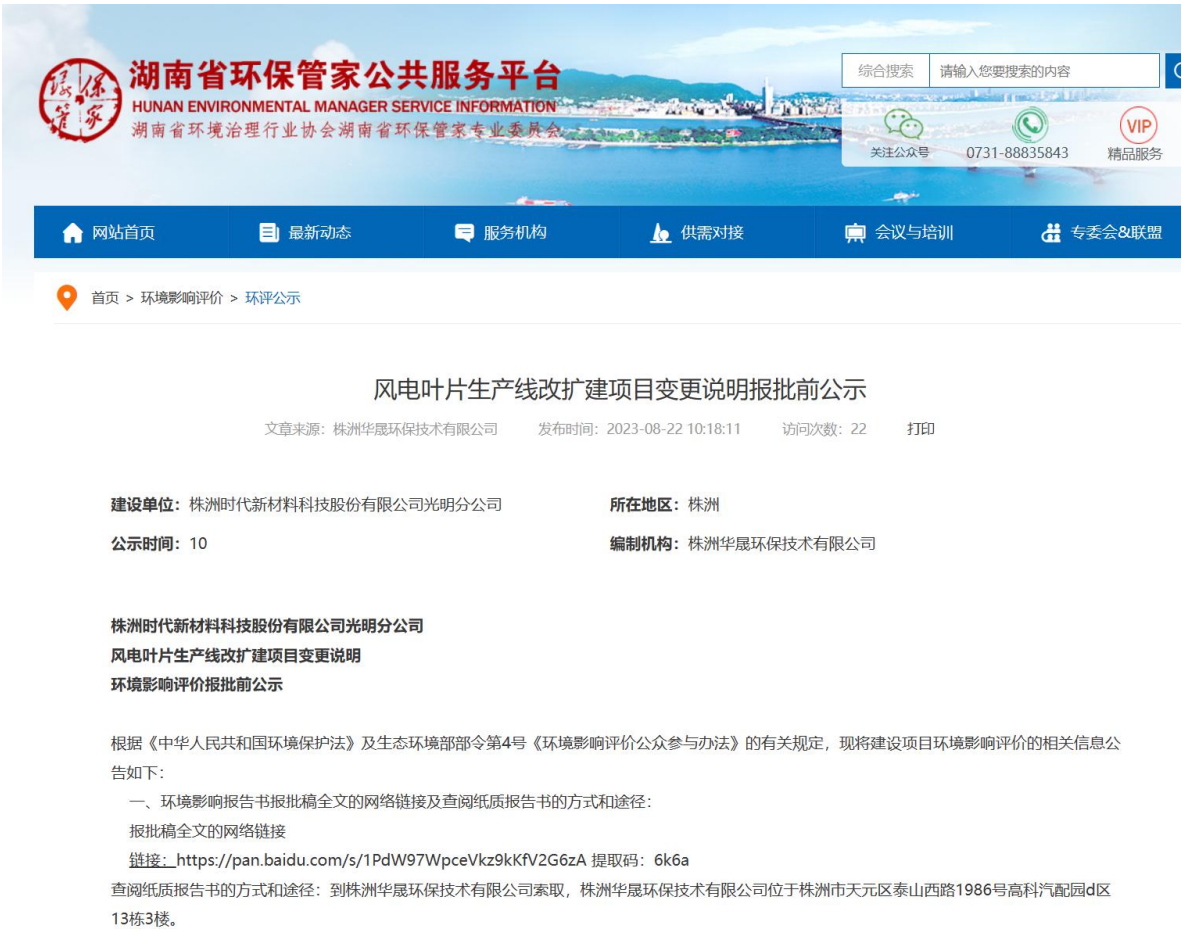 湖南省环保管家公共服务平台
HUNAN ENVIRONMENTAL MANAGER SERVICE INFORMATION
湖南省环境治理行业协会湖南省环保管家专业委员会
综合搜索 请输入您要搜索的内容
关注公众号 0731-88835843 VIP 精品服务
网站首页 最新动态 服务机构 供需对接 会议与培训 专委会&联盟
首页 > 环境影响评价 > 环评公示
风电叶片生产线改扩建项目变更说明报批前公示
文章来源：株洲华晟环保技术有限公司 发布时间：2023-08-22 10:18:11 访问次数：22 打印
建设单位：株洲时代新材料科技股份有限公司光明分公司 所在地区：株洲
公示时间：10 编制机构：株洲华晟环保技术有限公司
株洲时代新材料科技股份有限公司光明分公司
风电叶片生产线改扩建项目变更说明
环境影响评价报批前公示
根据《中华人民共和国环境保护法》及生态环境部部令第4号《环境影响评价公众参与办法》的有关规定，现将建设项目环境影响评价的相关信息公
告如下：
一、环境影响报告书报批稿全文的网络链接及查阅纸质报告书的方式和途径：
报批稿全文的网络链接
链接：https://pan.baidu.com/s/1PdW97WpceVkz9kKfV2G6zA 提取码：6k6a
查阅纸质报告书的方式和途径：到株洲华晟环保技术有限公司索取，株洲华晟环保技术有限公司位于株洲市天元区泰山西路1986号高科汽配园d区
13栋3楼。